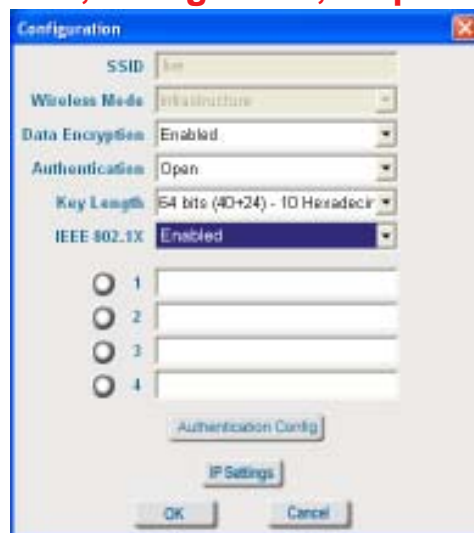 Configuration
SSID
Wireless Mode Infrastructure
Data Encryption Enabled
Authentication Open
Key Length 64 bits (40+24) - 10 Hexadecir
IEEE 802.1X Enabled
1
2
3
4
Authentication Config
IP Settings
OK Cancel